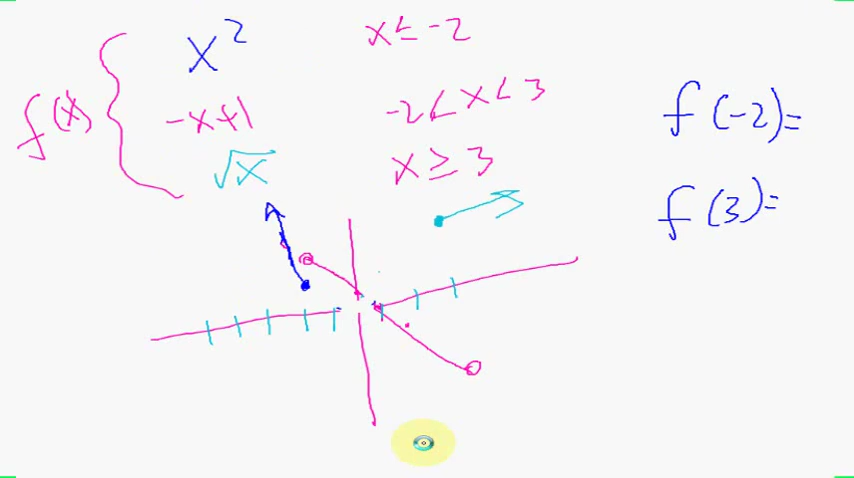 f(x) { x² x ≤ -2
-x+1 -2 < x < 3
√x x ≥ 3
f(-2)=
f(3)=